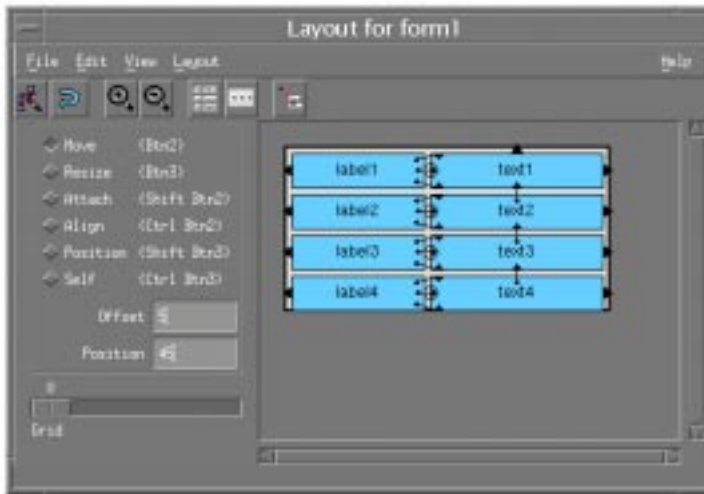 Layout for form1
File Edit View Layout Help
Move (Btn2)
Resize (Btn3)
Attach (Shift Btn2)
Align (Ctrl Btn2)
Position (Shift Btn3)
Self (Ctrl Btn3)
Offset 5
Position 45
0
Grid
label1 text1
label2 text2
label3 text3
label4 text4